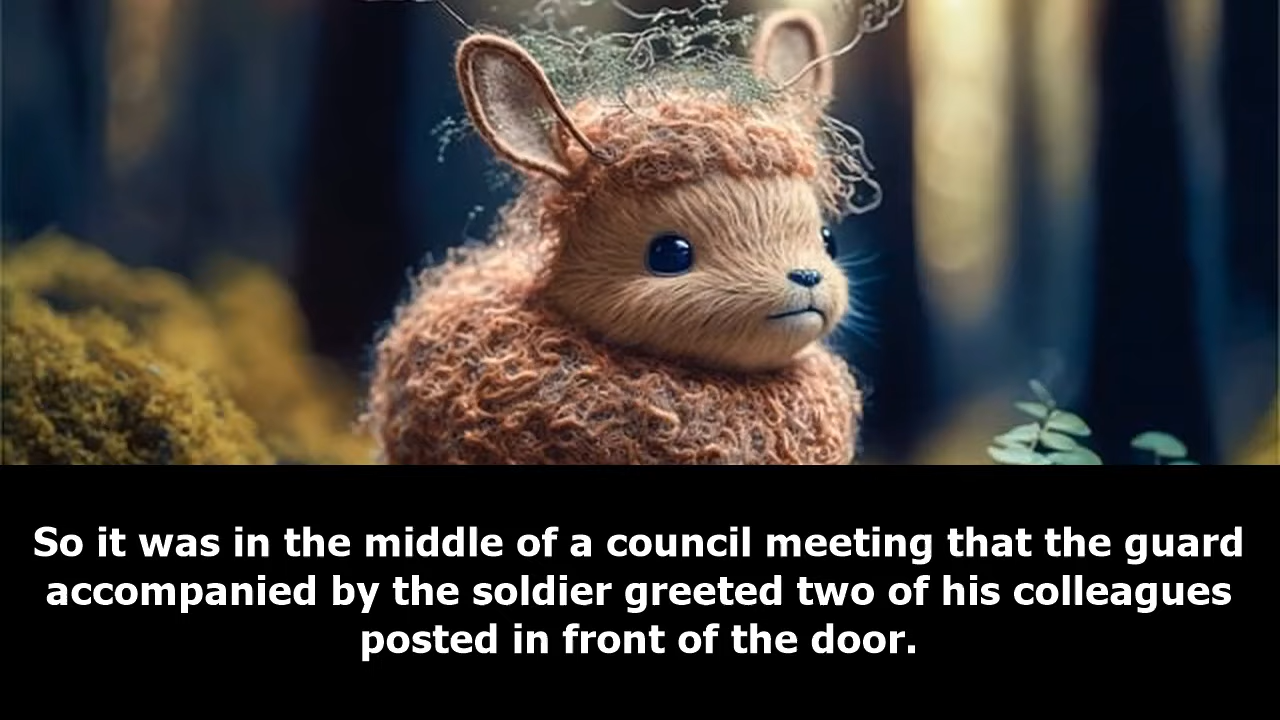 So it was in the middle of a council meeting that the guard
accompanied by the soldier greeted two of his colleagues
posted in front of the door.